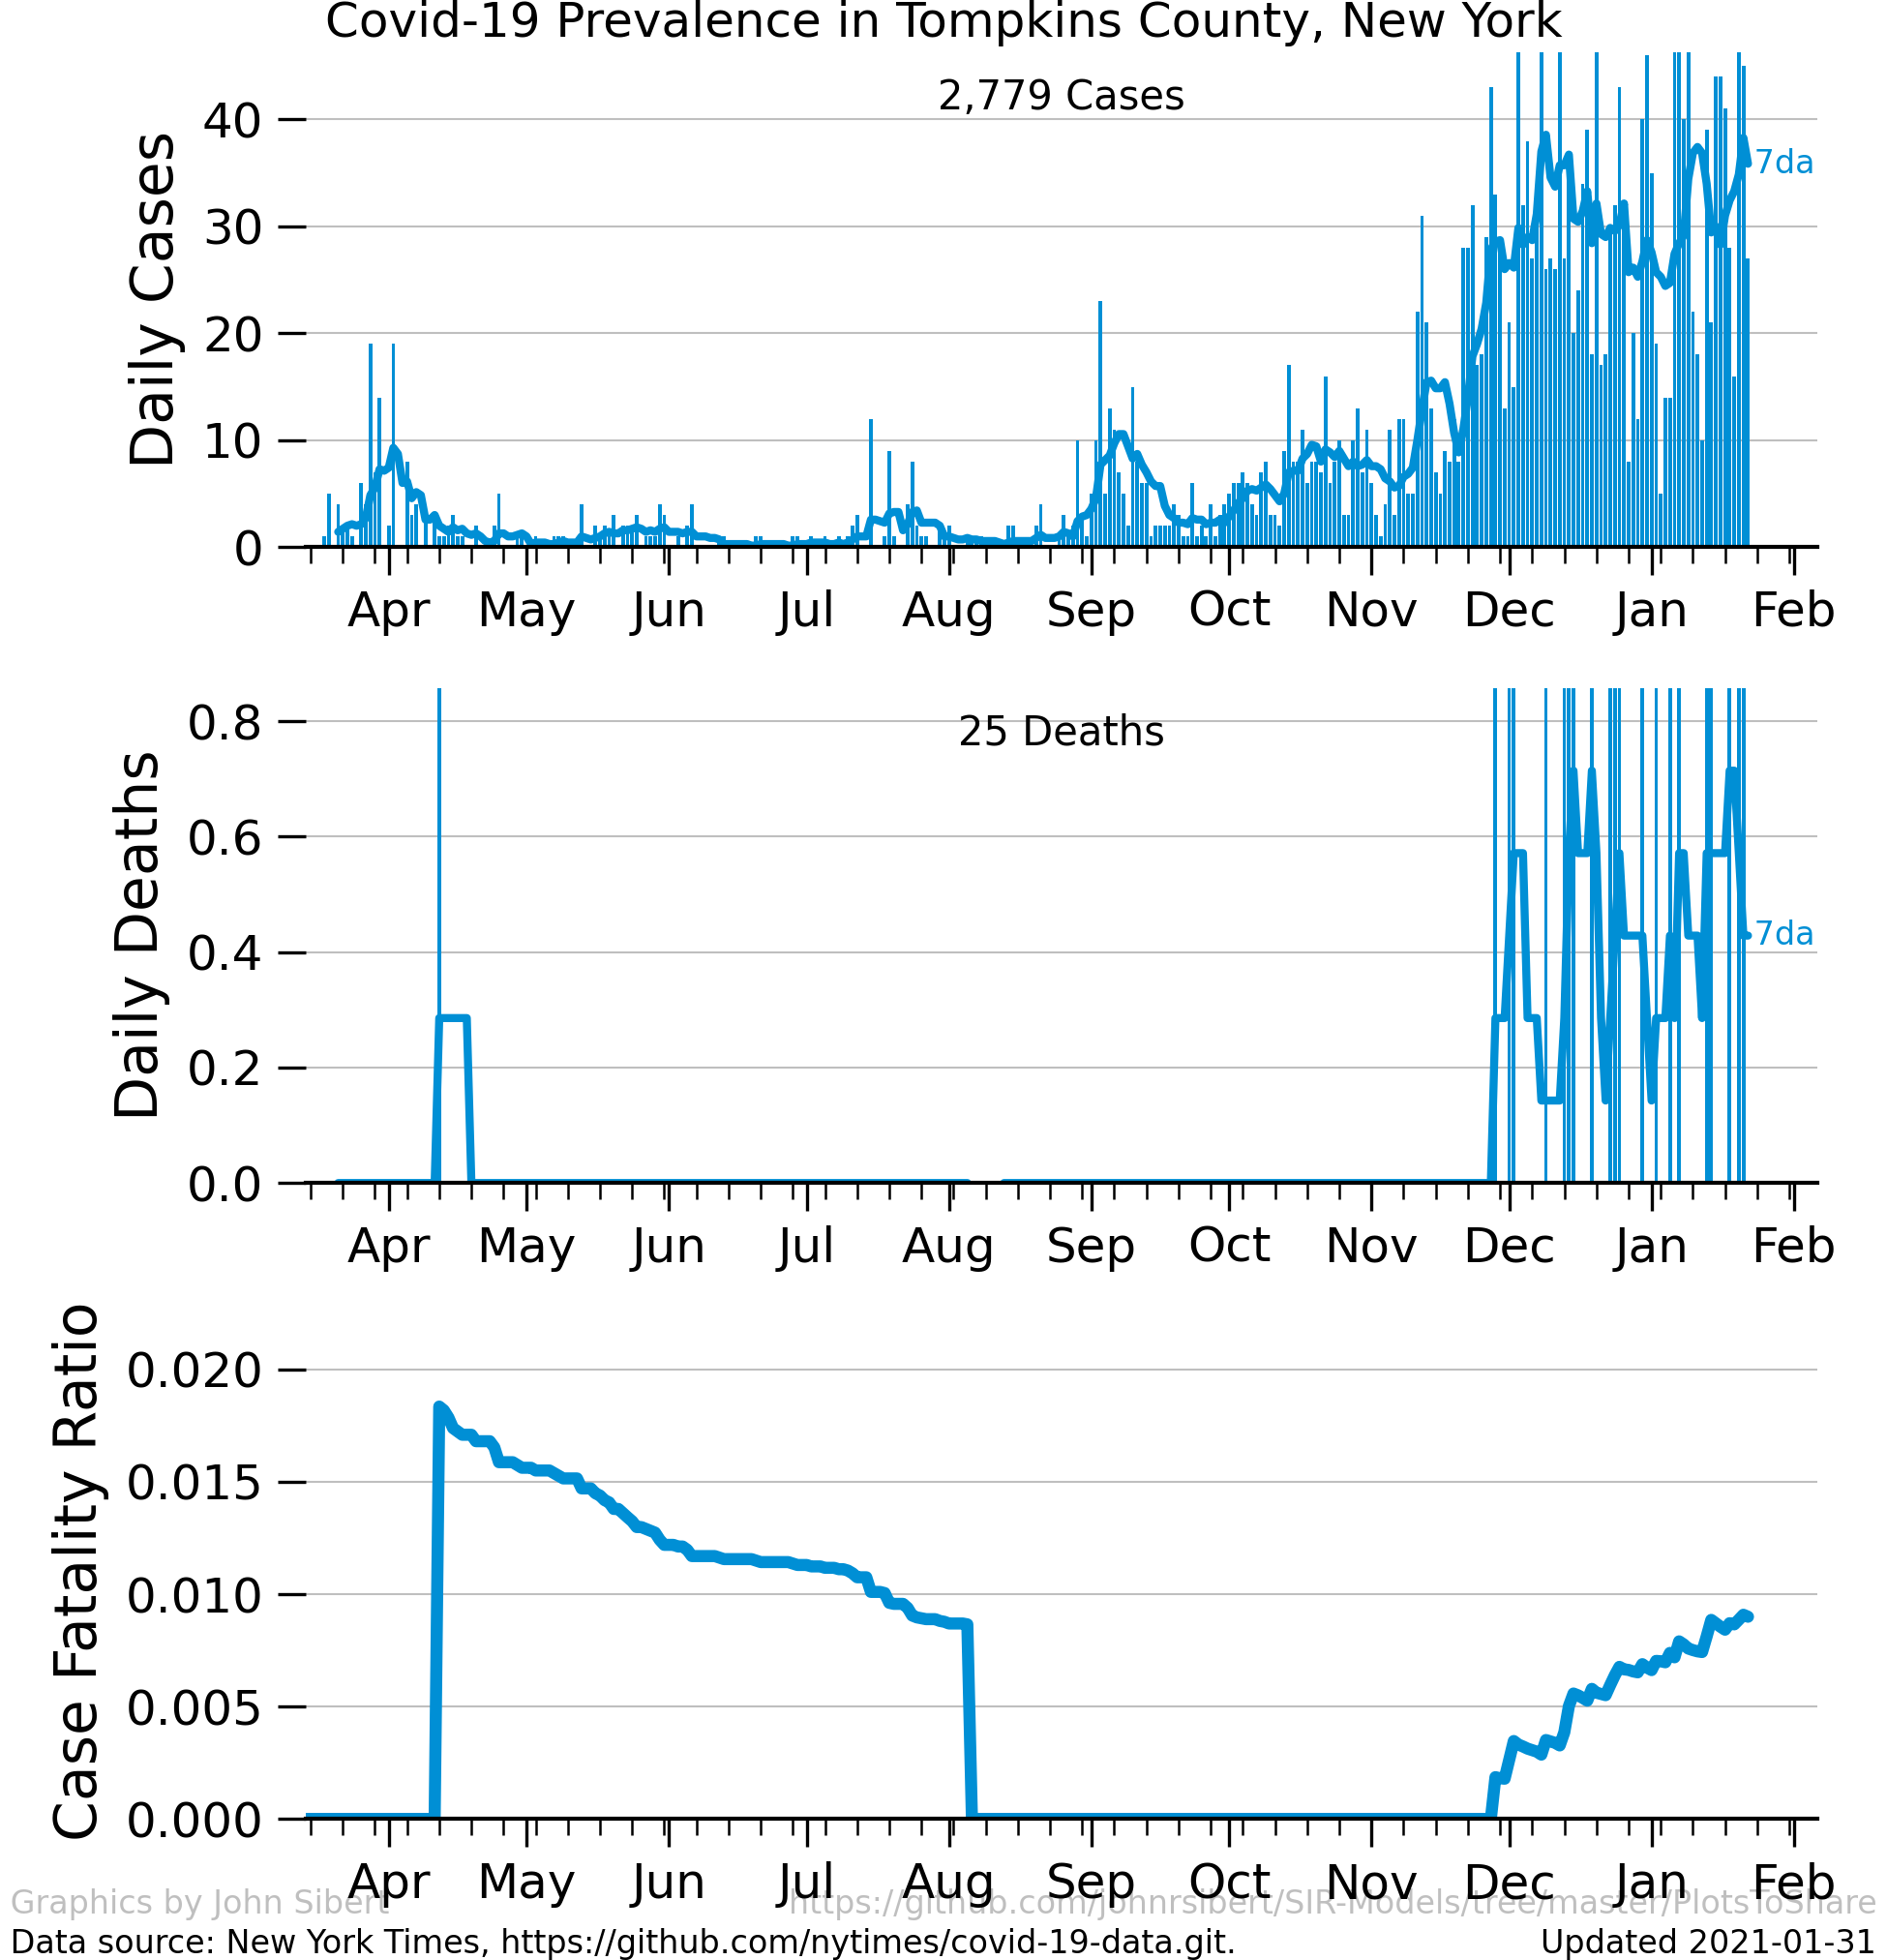 Covid-19 Prevalence in Tompkins County, New York
2,779 Cases
Daily Cases
40
30
20
10
0
7da
Apr May Jun Jul Aug Sep Oct Nov Dec Jan Feb
25 Deaths
Daily Deaths
0.8
0.6
0.4
0.2
0.0
7da
Apr May Jun Jul Aug Sep Oct Nov Dec Jan Feb
Case Fatality Ratio
0.020
0.015
0.010
0.005
0.000
Apr May Jun Jul Aug Sep Oct Nov Dec Jan Feb
Graphics by John Sibert https://github.com/johnrsibert/SIR-Models/tree/master/PlotsToShare
Data source: New York Times, https://github.com/nytimes/covid-19-data.git. Updated 2021-01-31